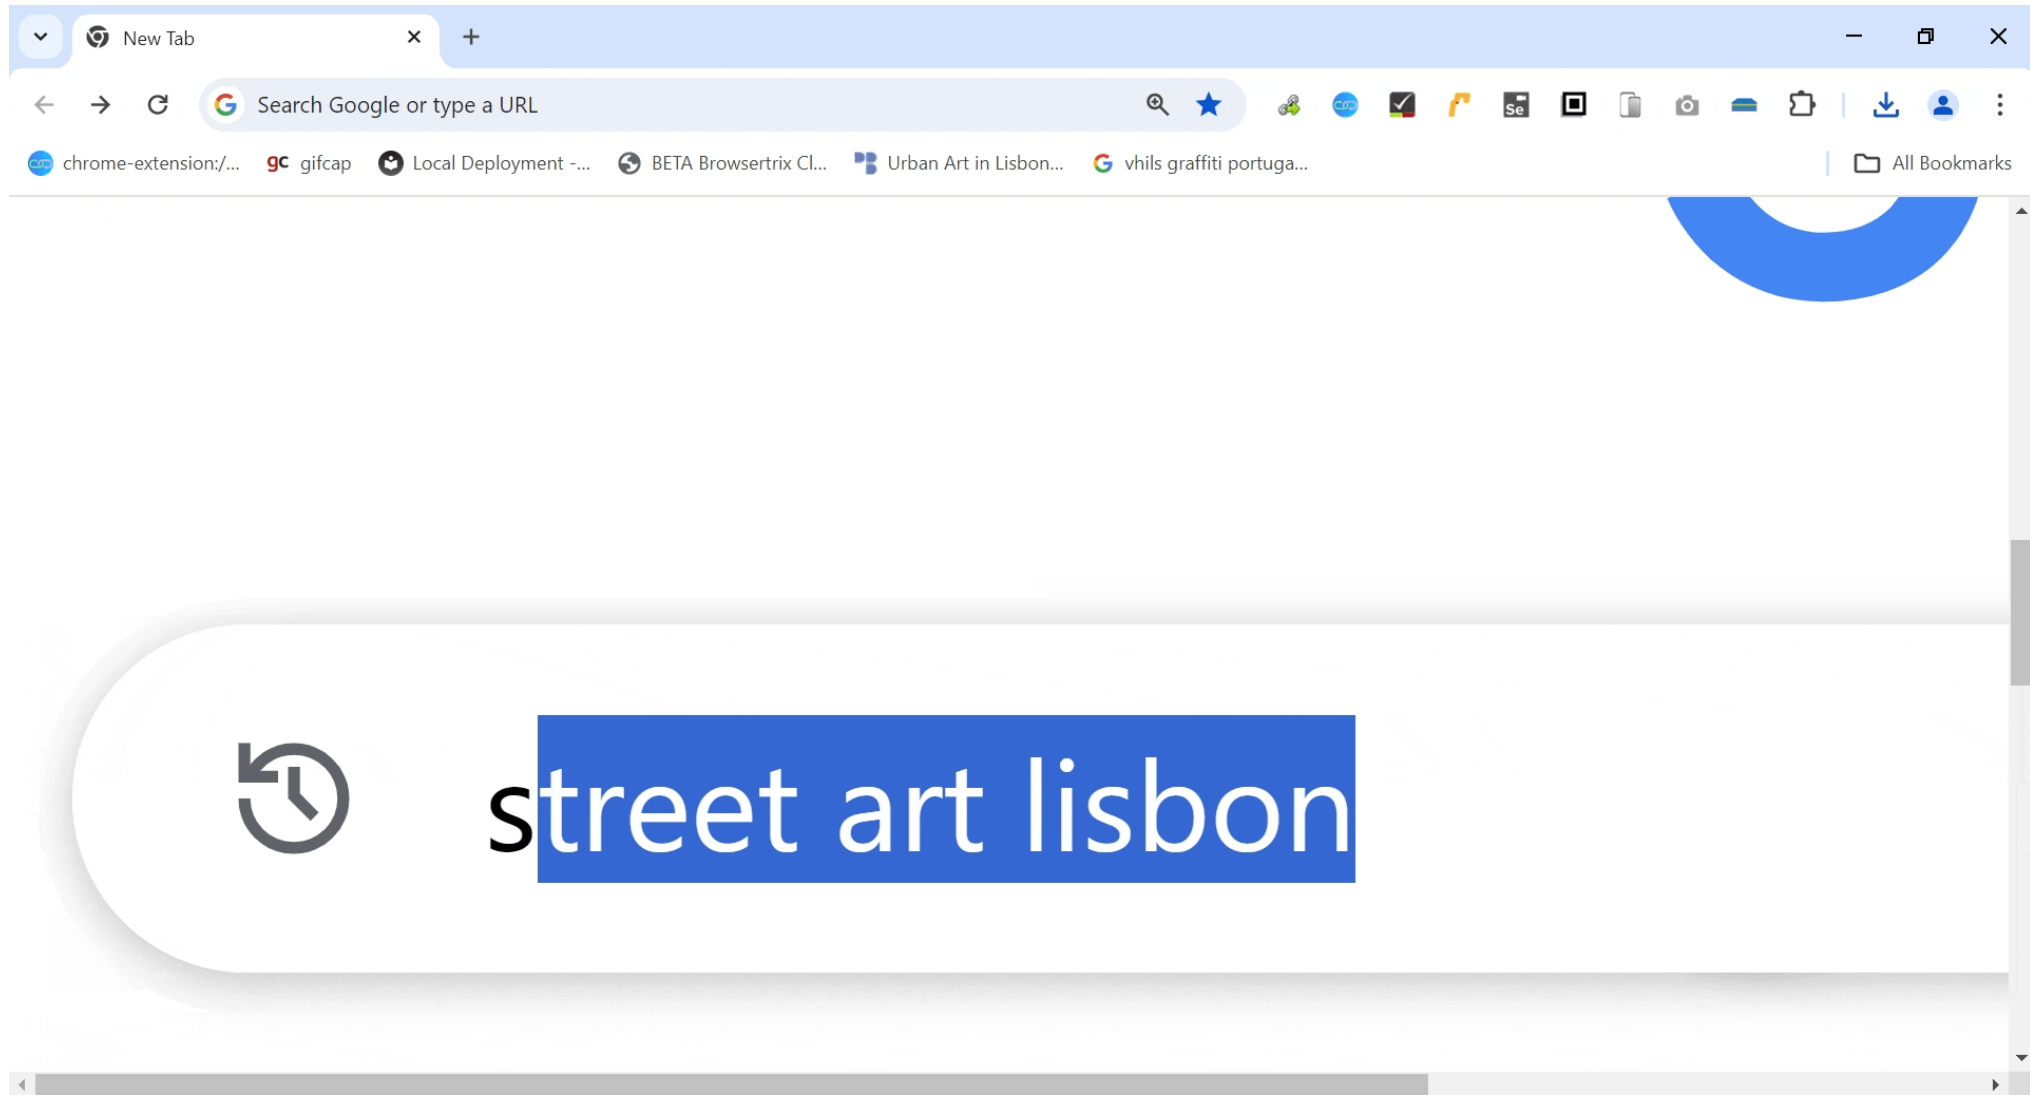 New Tab
Search Google or type a URL
Se
chrome-extension:/...
gc gifcap
Local Deployment -...
BETA Browsertrix Cl...
Urban Art in Lisbon...
vhils graffiti portuga...
All Bookmarks
street art lisbon